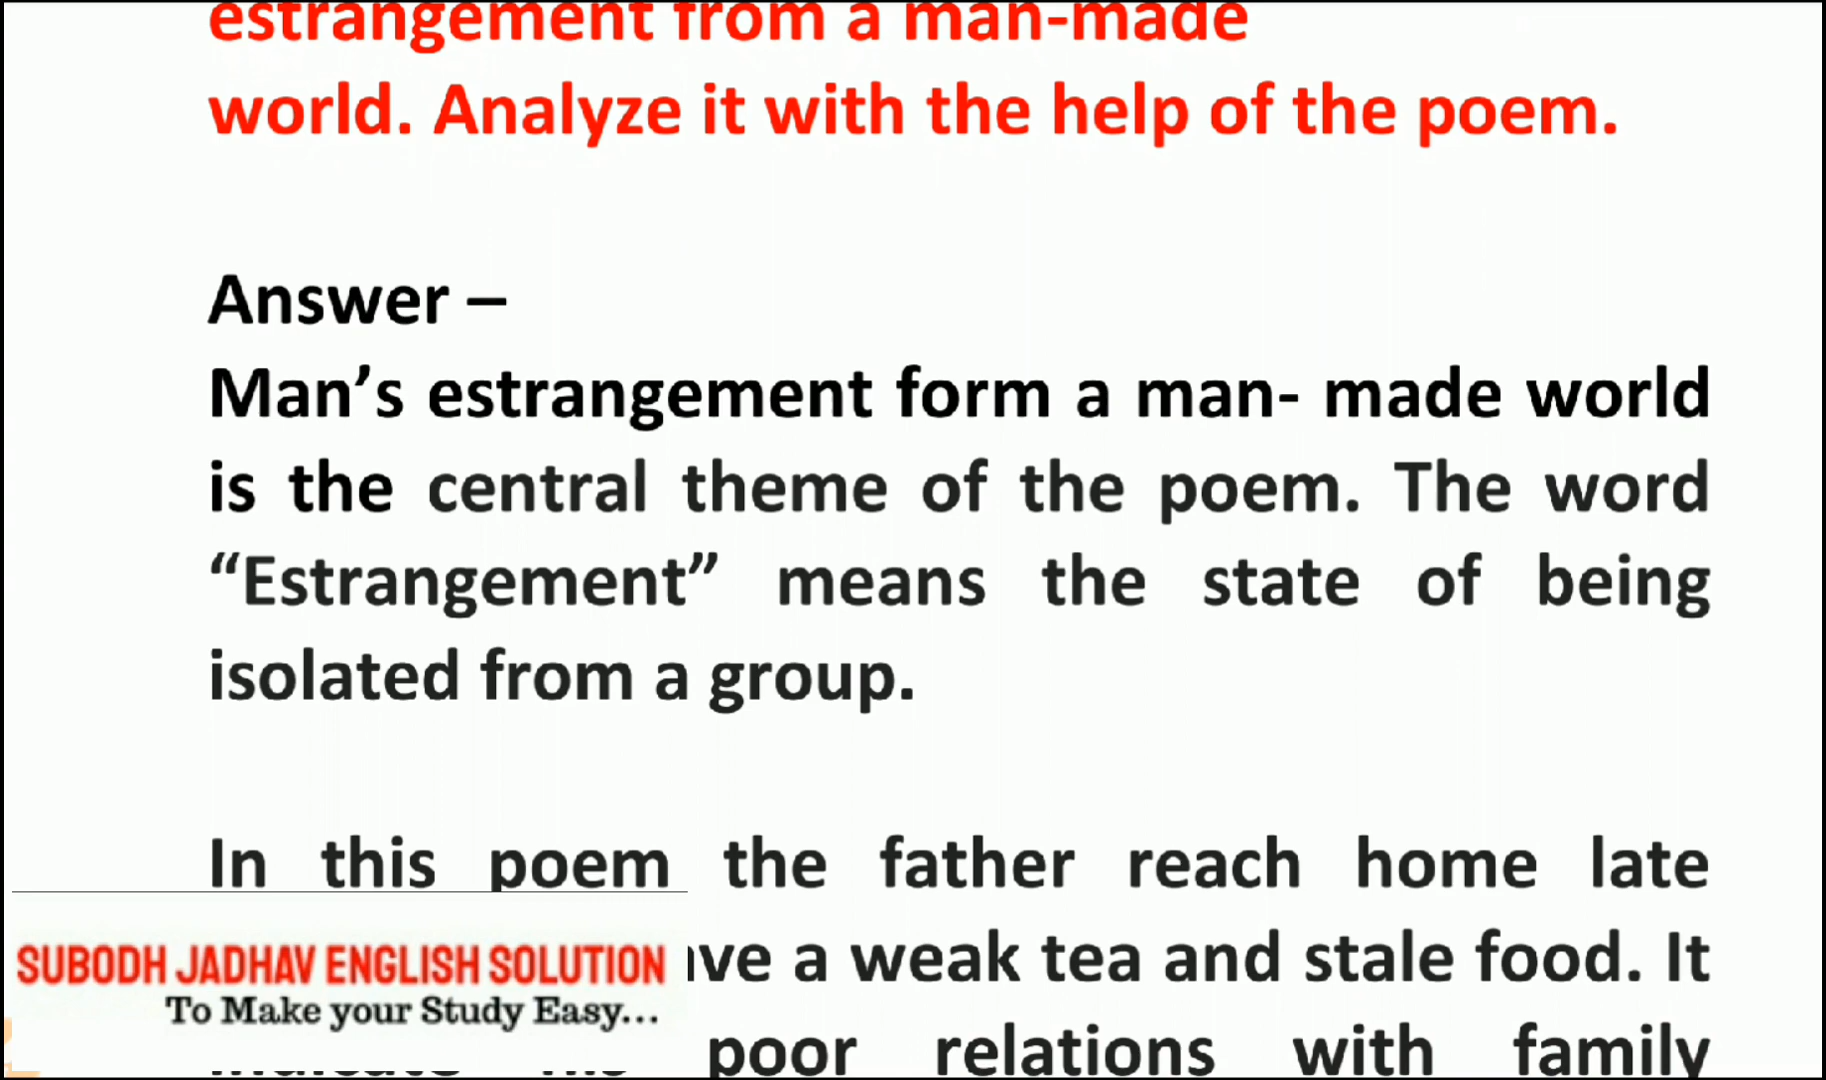 estrangement from a man-made
world. Analyze it with the help of the poem.
Answer –
Man’s estrangement form a man- made world
is the central theme of the poem. The word
“Estrangement” means the state of being
isolated from a group.
In this poem the father reach home late
a weak tea and stale food. It
poor relations with family
SUBODH JADHAV ENGLISH SOLUTION
To Make your Study Easy...